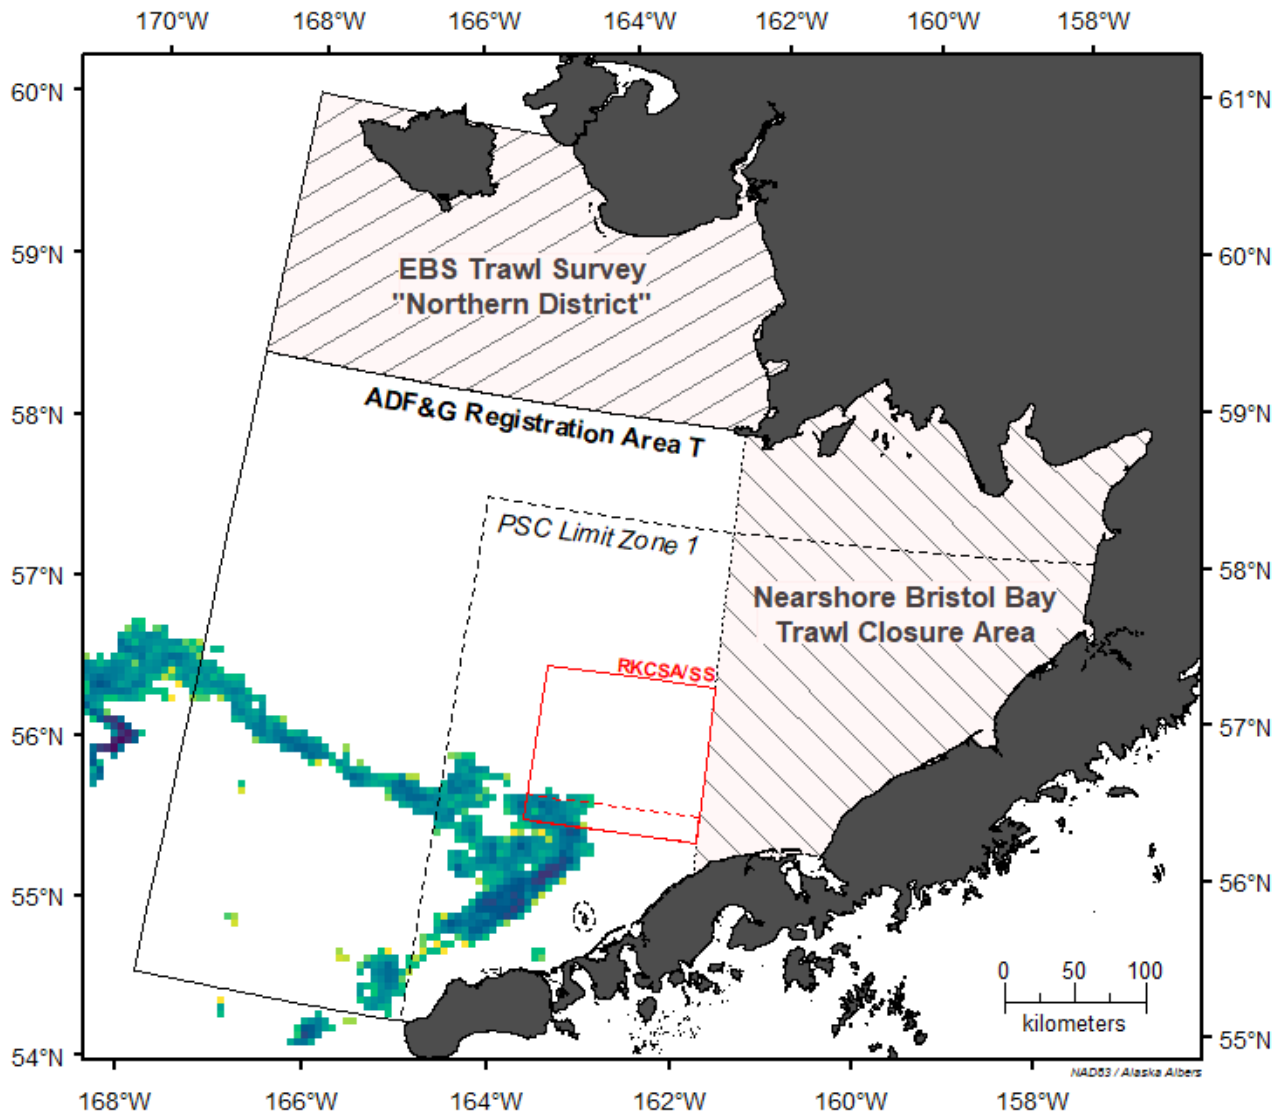 170°W 168°W 166°W 164°W 162°W 160°W 158°W
60°N
61°N
59°N
60°N
EBS Trawl Survey
"Northern District"
58°N
59°N
ADF&G Registration Area T
PSC Limit Zone 1
57°N
58°N
Nearshore Bristol Bay
Trawl Closure Area
RKCSA/SS
56°N
57°N
55°N
56°N
0 50 100
kilometers
54°N
55°N
NAD83 / Alaska Albers
168°W 166°W 164°W 162°W 160°W 158°W